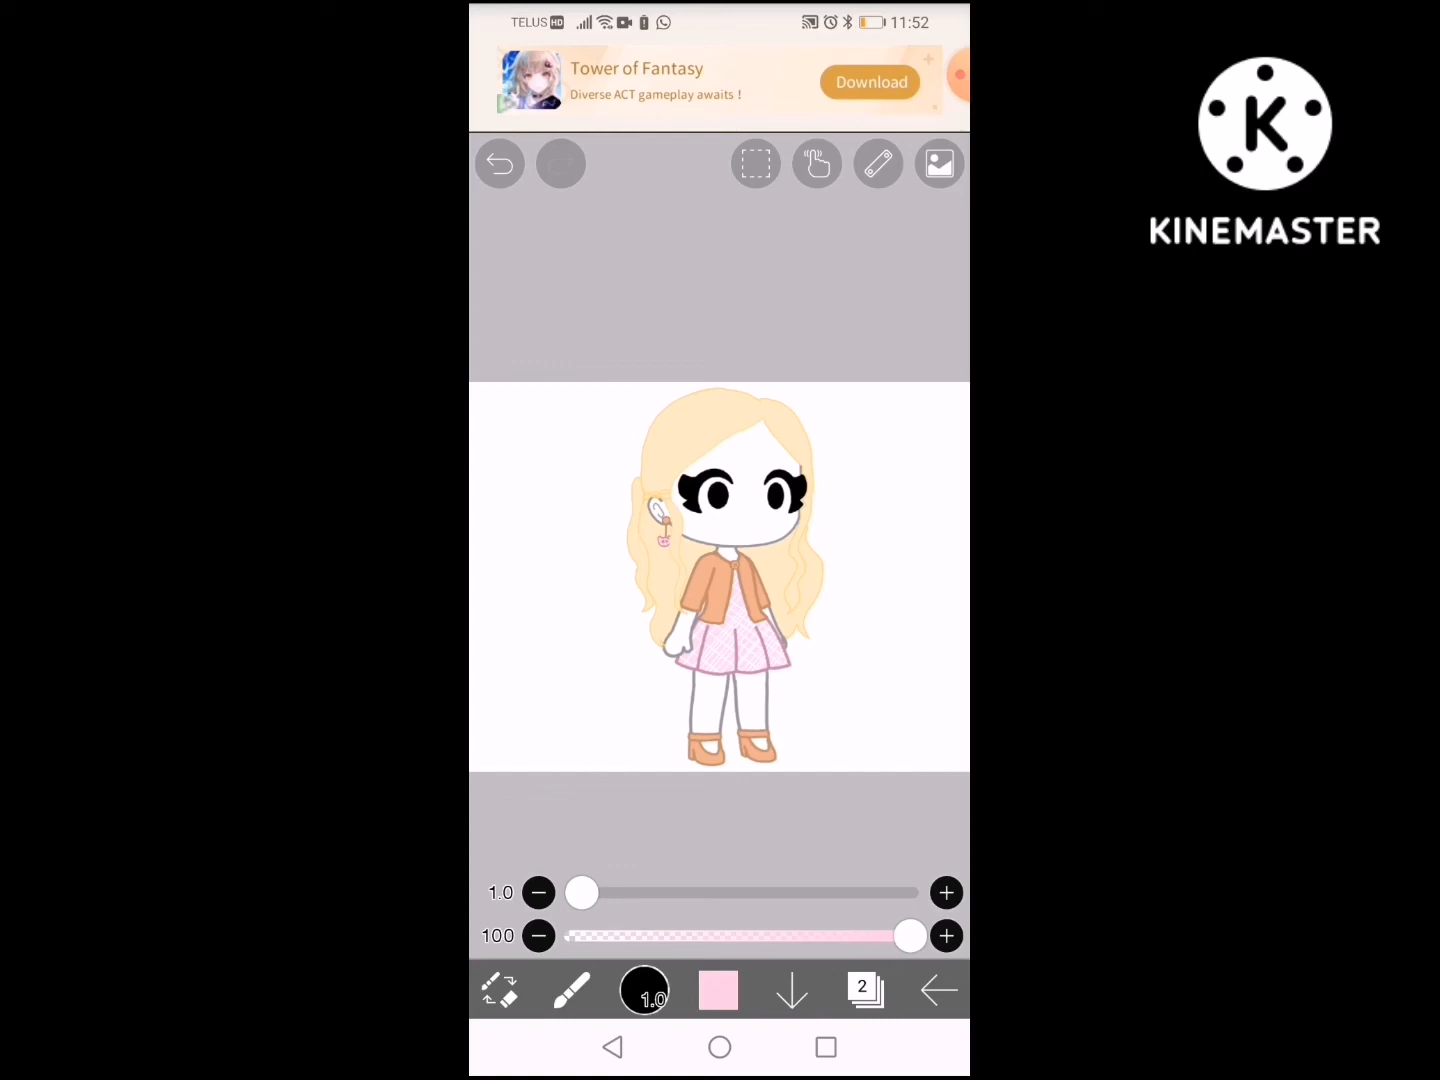 TELUS HD 11:52
Tower of Fantasy
Diverse ACT gameplay awaits !
Download
K
KINEMASTER
1.0
100
1.0
2